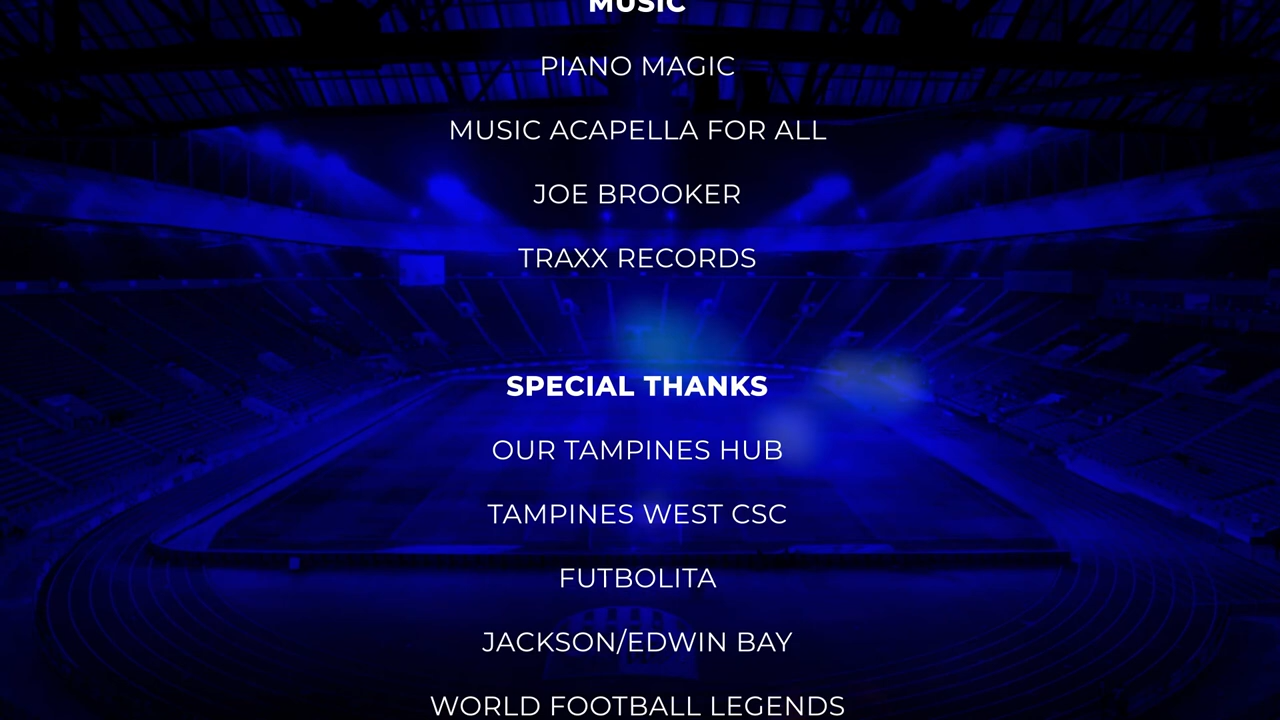 MUSIC
PIANO MAGIC
MUSIC ACAPELLA FOR ALL
JOE BROOKER
TRAXX RECORDS
SPECIAL THANKS
OUR TAMPINES HUB
TAMPINES WEST CSC
FUTBOLITA
JACKSON/EDWIN BAY
WORLD FOOTBALL LEGENDS